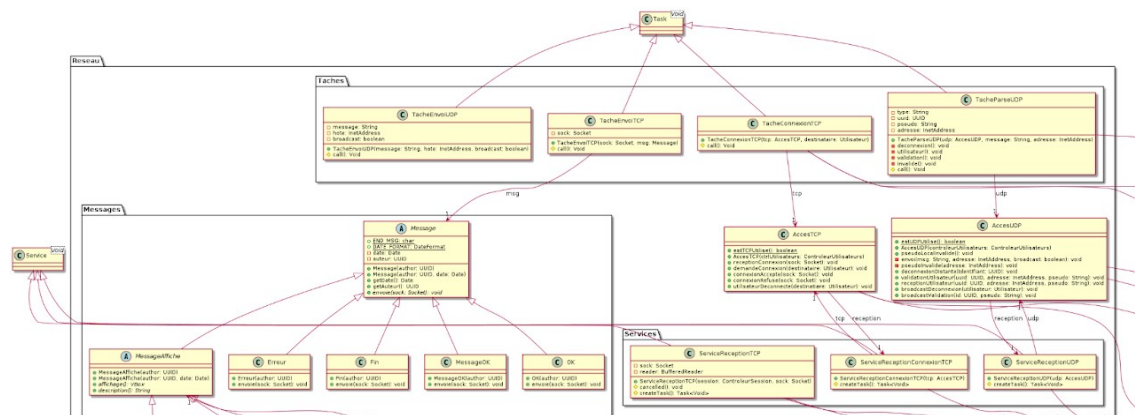 Task
Void
Reseau
Taches
TacheEnvoiUDP
message: String
hote: InetAddress
broadcast: boolean
TacheEnvoiUDP(message: String, hote: InetAddress, broadcast: boolean)
call(): Void
TacheEnvoiTCP
sock: Socket
TacheEnvoiTCP(sock: Socket, msg: Message)
call(): Void
TacheConnexionTCP
TacheConnexionTCP(tcp: AccesTCP, destinataire: Utilisateur)
call(): Void
TacheParseUDP
type: String
uuid: UUID
pseudo: String
adresse: InetAddress
TacheParseUDP(udp: AccesUDP, message: String, adresse: InetAddress)
deconnexion(): void
utilisateur(): void
validation(): void
invalide(): void
call(): Void
msg
tcp
udp
1
1
1
Messages
Message
END_MSG: char
DATE_FORMAT: DateFormat
date: Date
auteur: UUID
Message(author: UUID)
Message(author: UUID, date: Date)
getDate(): Date
getAuteur(): UUID
envoie(sock: Socket): void
AccesTCP
estTCPUtilise(): boolean
AccesTCP(ctrlUtilisateurs: ControleurUtilisateurs)
receptionConnexion(sock: Socket): void
demandeConnexion(destinataire: Utilisateur): void
connexionAccepte(sock: Socket): void
connexionRefuse(sock: Socket): void
utilisateurDeconnecte(destinataire: Utilisateur): void
AccesUDP
estUDPUtilise(): boolean
AccesUDP(controleurUtilisateurs: ControleurUtilisateurs)
pseudoLocalInvalide(): void
envoi(msg: String, adresse: InetAddress, broadcast: boolean): void
pseudoInvalide(adresse: InetAddress): void
deconnexionDistante(identifiant: UUID): void
validationUtilisateur(uuid: UUID, adresse: InetAddress, pseudo: String): void
receptionUtilisateur(uuid: UUID, adresse: InetAddress, pseudo: String): void
broadcastDeconnexion(utilisateur: Utilisateur): void
broadcastValidation(id: UUID, pseudo: String): void
Service
Void
1
tcp
reception
1
reception
udp
Services
MessageAffiche
MessageAffiche(author: UUID)
MessageAffiche(author: UUID, date: Date)
affichage(): VBox
description(): String
1
Erreur
Erreur(author: UUID)
envoie(sock: Socket): void
Fin
Fin(author: UUID)
envoie(sock: Socket): void
MessageOK
MessageOK(author: UUID)
envoie(sock: Socket): void
OK
OK(author: UUID)
envoie(sock: Socket): void
ServiceReceptionTCP
sock: Socket
reader: BufferedReader
ServiceReceptionTCP(session: ControleurSession, sock: Socket)
cancelled(): void
createTask(): Task<Void>
1
ServiceReceptionConnexionTCP
ServiceReceptionConnexionTCP(tcp: AccesTCP)
createTask(): Task<Void>
1
ServiceReceptionUDP
ServiceReceptionUDP(udp: AccesUDP)
createTask(): Task<Void>